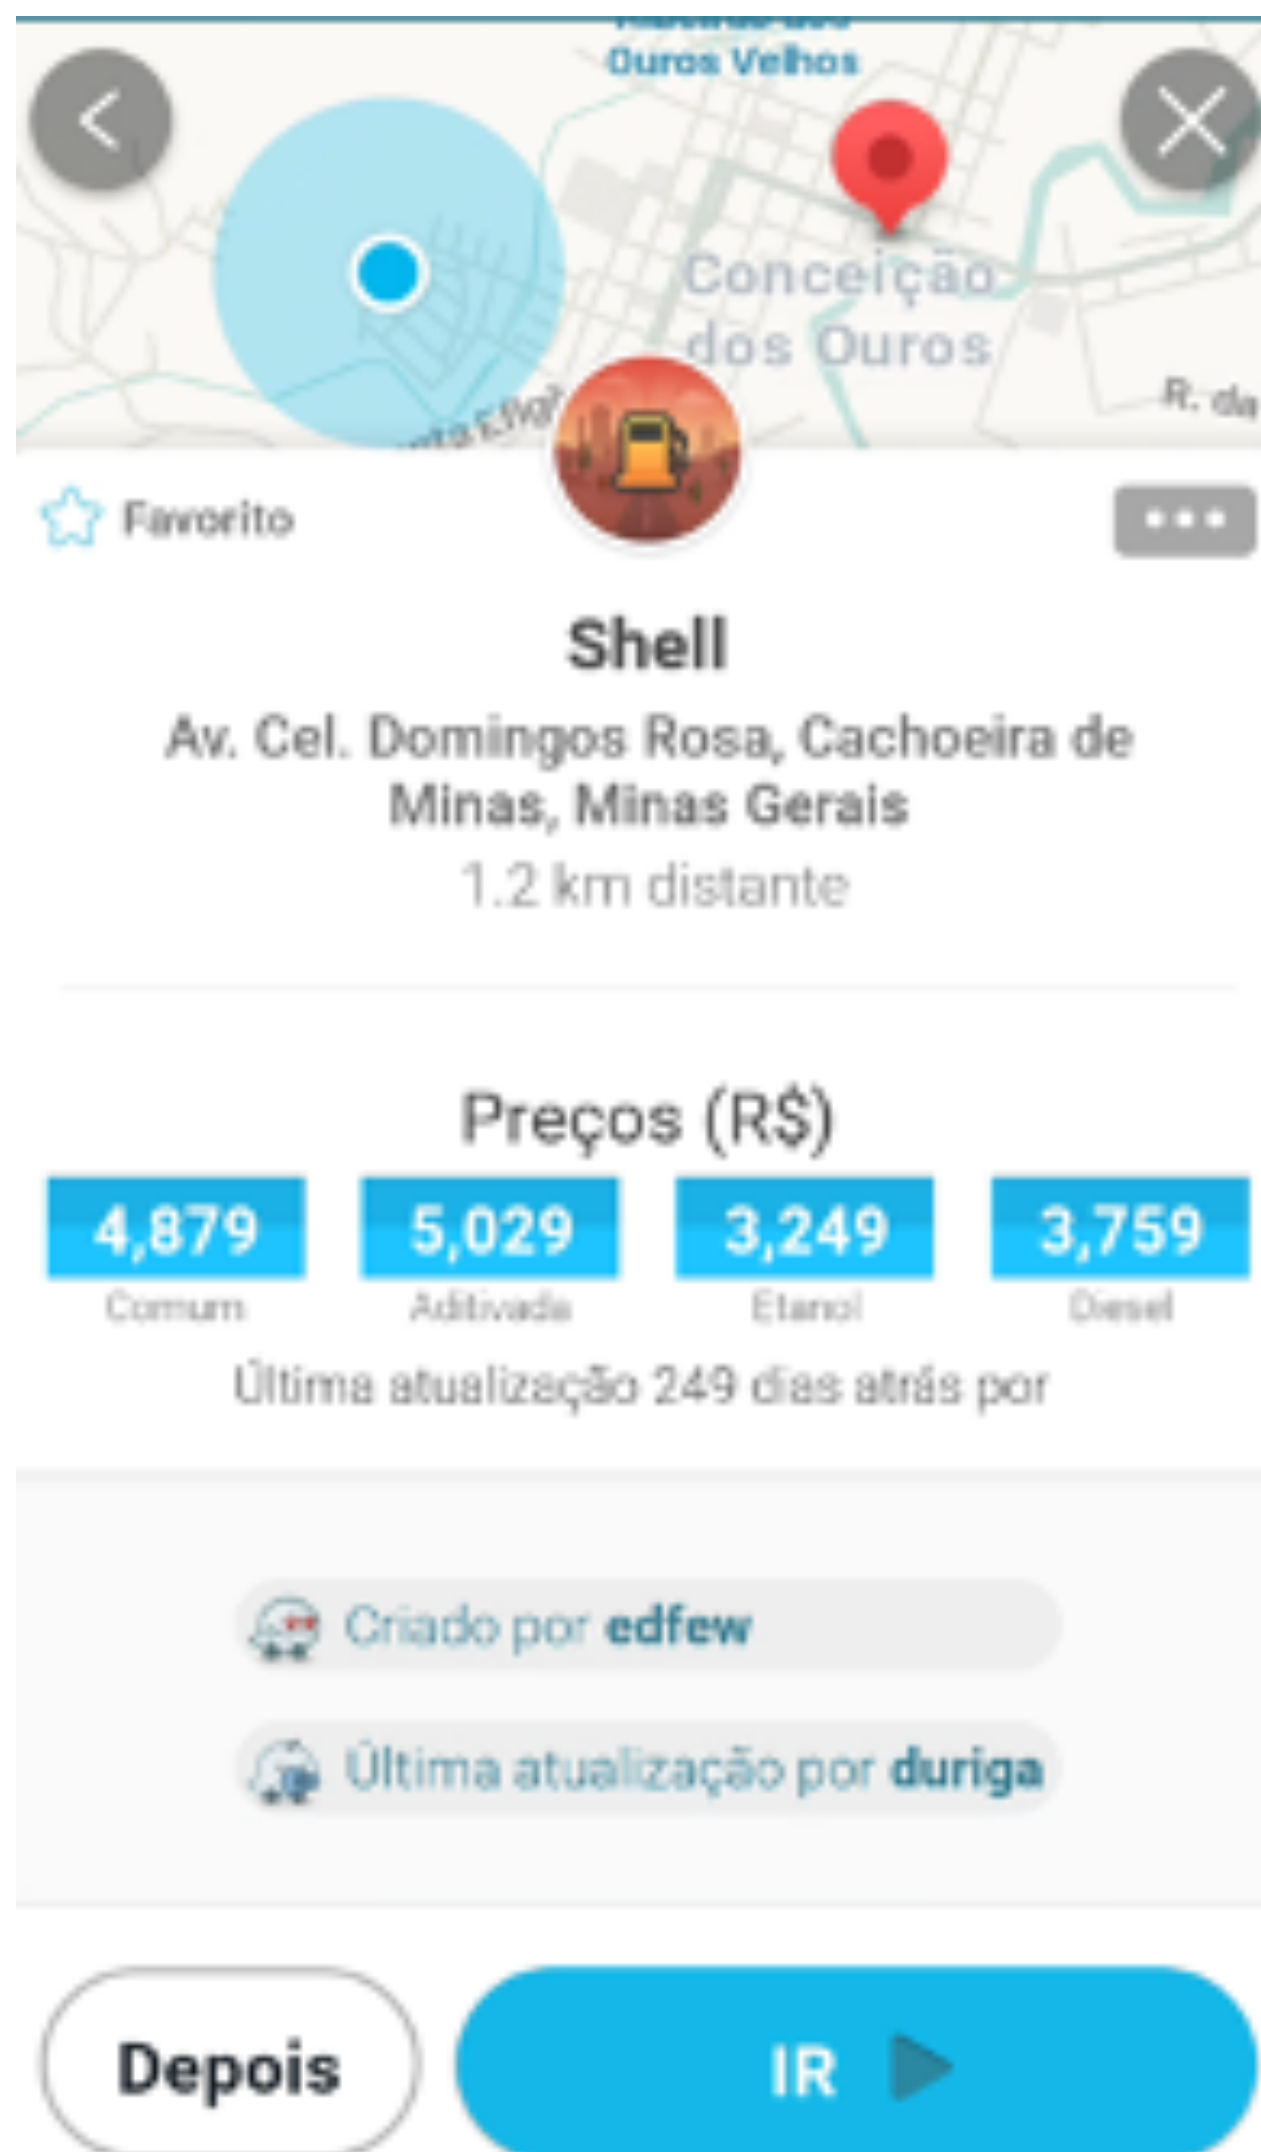 Ouros Velhos
Conceição
dos Ouros
R. da
Favorito
Shell
Av. Cel. Domingos Rosa, Cachoeira de
Minas, Minas Gerais
1.2 km distante
Preços (R$)
4,879 5,029 3,249 3,759
Comum Aditivada Etanol Diesel
Última atualização 249 dias atrás por
Criado por edfew
Última atualização por duriga
Depois IR